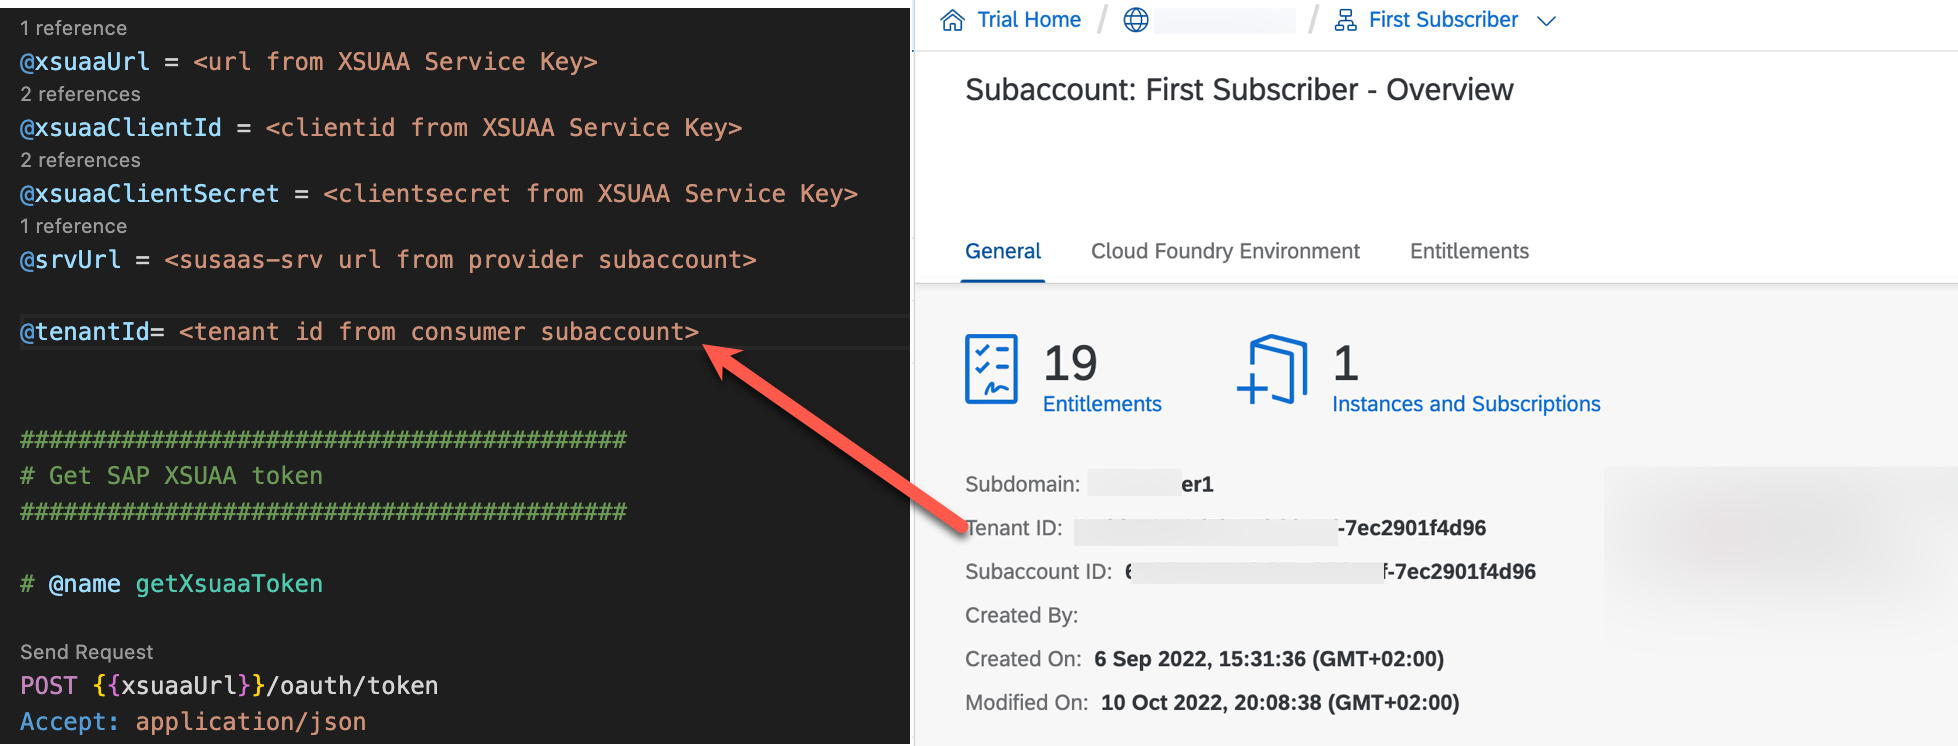 1 reference
@xsuaaUrl = <url from XSUAA Service Key>
2 references
@xsuaaClientId = <clientid from XSUAA Service Key>
2 references
@xsuaaClientSecret = <clientsecret from XSUAA Service Key>
1 reference
@srvUrl = <susaas-srv url from provider subaccount>
@tenantId= <tenant id from consumer subaccount>
##########################################
# Get SAP XSUAA token
##########################################
# @name getXsuaaToken
Send Request
POST {{xsuaaUrl}}/oauth/token
Accept: application/json
Trial Home / / First Subscriber
Subaccount: First Subscriber - Overview
General Cloud Foundry Environment Entitlements
19
Entitlements
1
Instances and Subscriptions
Subdomain: er1
Tenant ID: -7ec2901f4d96
Subaccount ID: f-7ec2901f4d96
Created By:
Created On: 6 Sep 2022, 15:31:36 (GMT+02:00)
Modified On: 10 Oct 2022, 20:08:38 (GMT+02:00)